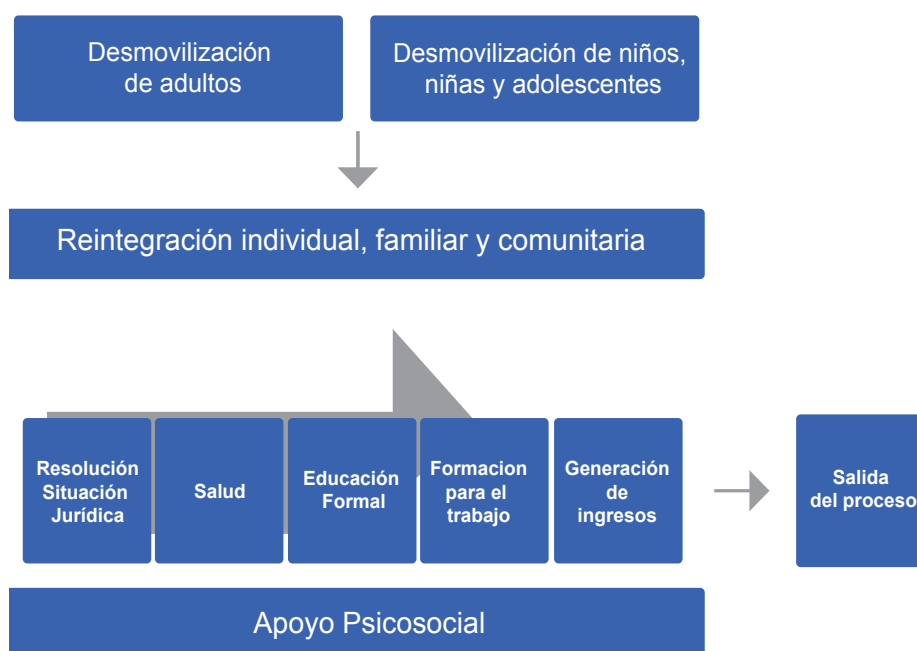 Desmovilización
de adultos
Desmovilización de niños,
niñas y adolescentes
Reintegración individual, familiar y comunitaria
Resolución
Situación
Jurídica
Salud
Educación
Formal
Formacion
para el
trabajo
Generación
de
ingresos
Salida
del proceso
Apoyo Psicosocial